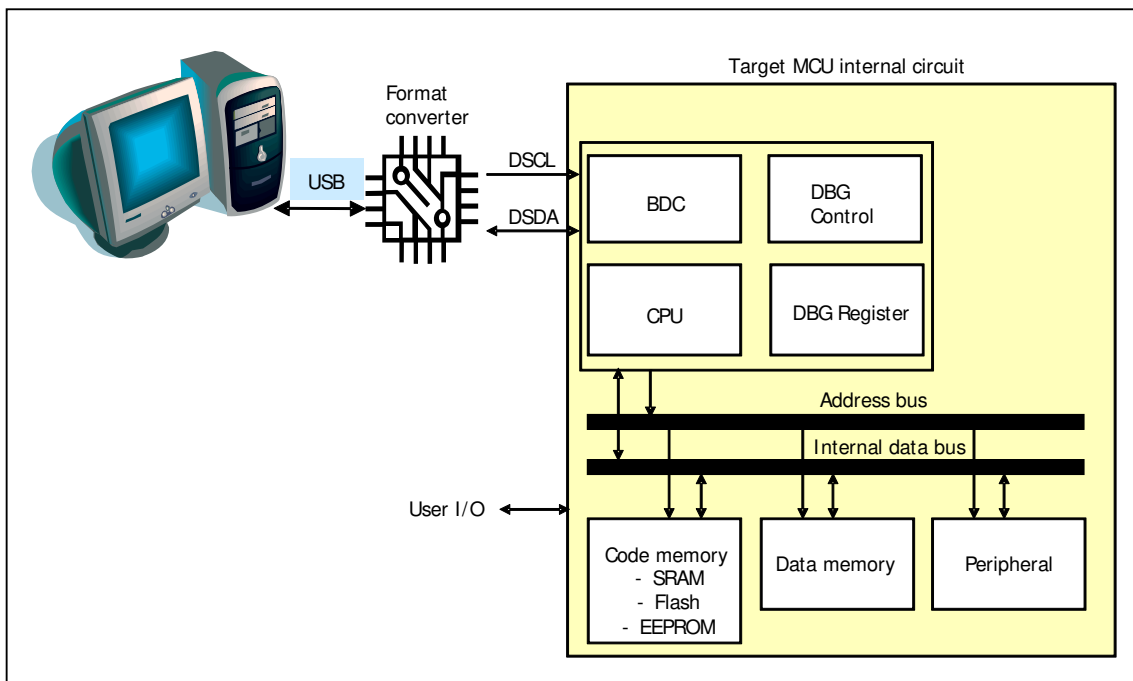 Target MCU internal circuit
Format
converter
USB
DSCL
DSDA
BDC
DBG
Control
CPU
DBG Register
Address bus
Internal data bus
User I/O
Code memory
- SRAM
- Flash
- EEPROM
Data memory
Peripheral